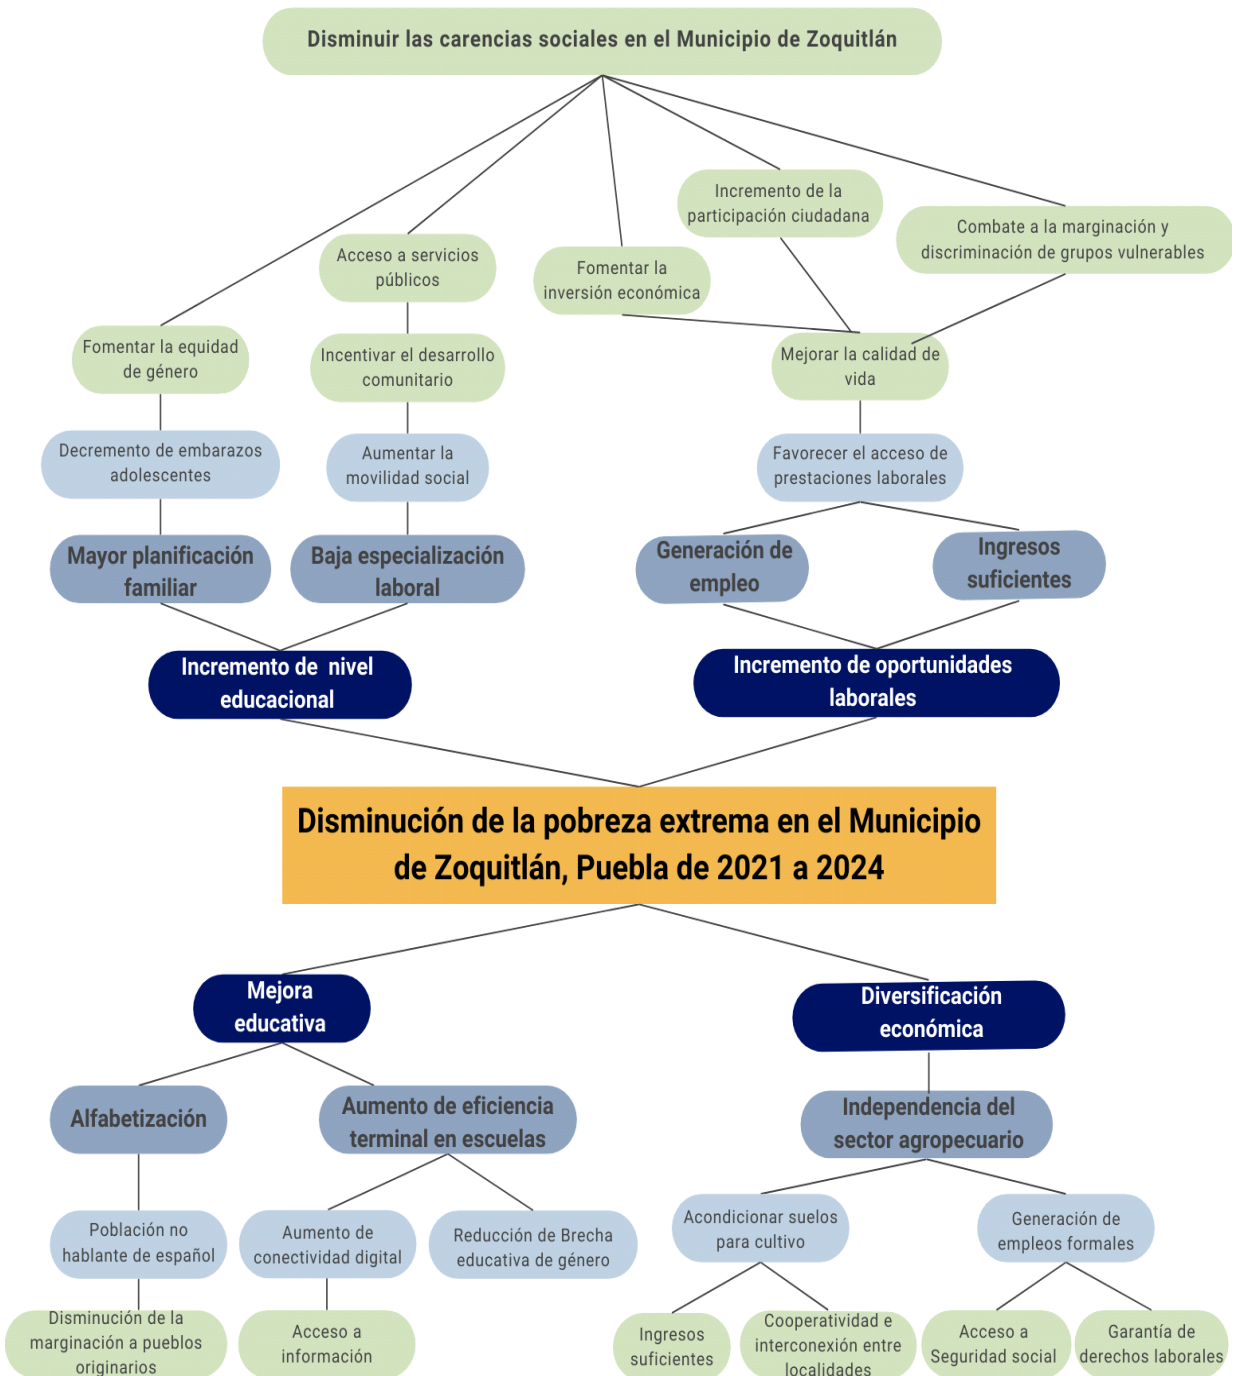 Disminuir las carencias sociales en el Municipio de Zoquitlán
Incremento de la
participación ciudadana
Combate a la marginación y
discriminación de grupos vulnerables
Acceso a servicios
públicos
Fomentar la
inversión económica
Fomentar la equidad
de género
Incentivar el desarrollo
comunitario
Mejorar la calidad de
vida
Decremento de embarazos
adolescentes
Aumentar la
movilidad social
Favorecer el acceso de
prestaciones laborales
Mayor planificación
familiar
Baja especialización
laboral
Generación de
empleo
Ingresos
suficientes
Incremento de nivel
educacional
Incremento de oportunidades
laborales
Disminución de la pobreza extrema en el Municipio
de Zoquitlán, Puebla de 2021 a 2024
Mejora
educativa
Diversificación
económica
Alfabetización
Aumento de eficiencia
terminal en escuelas
Independencia del
sector agropecuario
Población no
hablante de español
Aumento de
conectividad digital
Reducción de Brecha
educativa de género
Acondicionar suelos
para cultivo
Generación de
empleos formales
Disminución de la
marginación a pueblos
originarios
Acceso a
información
Ingresos
suficientes
Cooperatividad e
interconexión entre
localidades
Acceso a
Seguridad social
Garantía de
derechos laborales